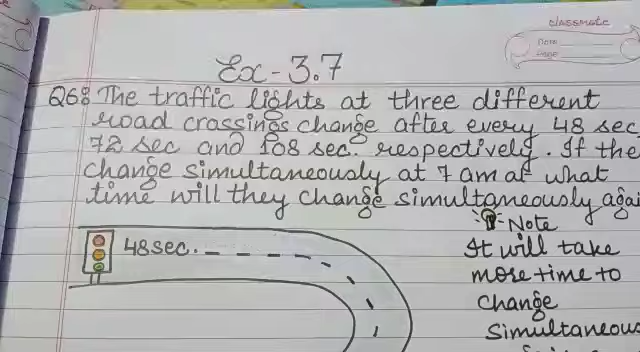 classmate
Date
Page
Ex-3.7
Q6: The traffic lights at three different
road crossings change after every 48 sec
72 sec and 108 sec. respectively. If the
change simultaneously at 7 am at what
time will they change simultaneously agai
Note
48sec.
It will take
more time to
change
Simultaneous